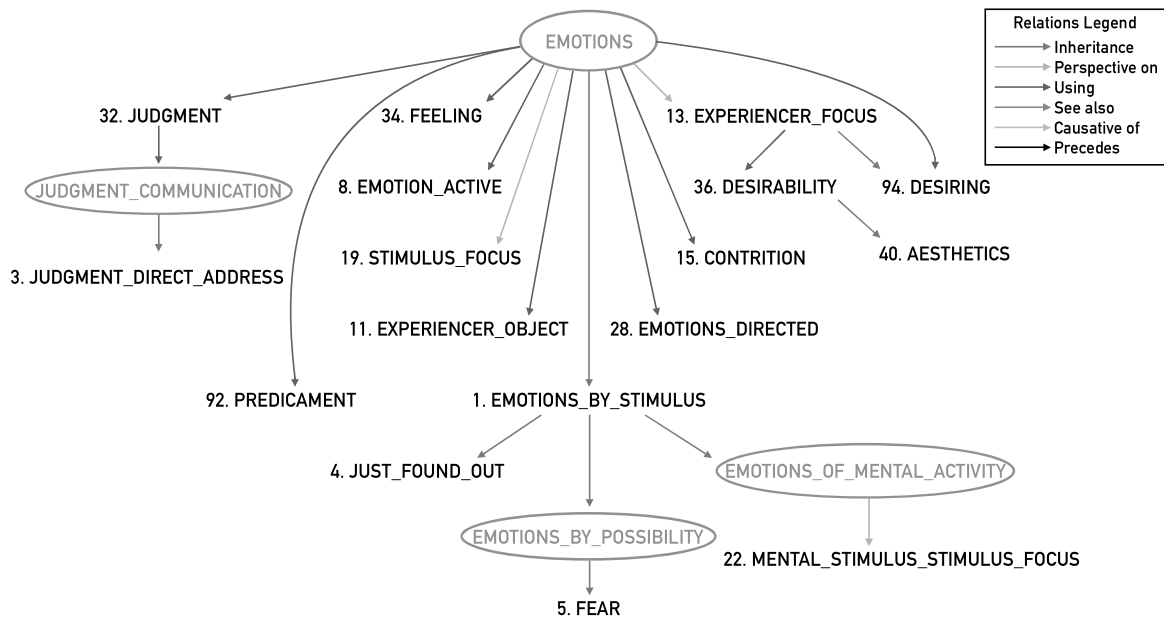 EMOTIONS
Relations Legend
Inheritance
Perspective on
Using
See also
Causative of
Precedes
32. JUDGMENT
34. FEELING
13. EXPERIENCER_FOCUS
JUDGMENT_COMMUNICATION
8. EMOTION_ACTIVE
36. DESIRABILITY
94. DESIRING
19. STIMULUS_FOCUS
15. CONTRITION
40. AESTHETICS
3. JUDGMENT_DIRECT_ADDRESS
11. EXPERIENCER_OBJECT
28. EMOTIONS_DIRECTED
92. PREDICAMENT
1. EMOTIONS_BY_STIMULUS
4. JUST_FOUND_OUT
EMOTIONS_OF_MENTAL_ACTIVITY
EMOTIONS_BY_POSSIBILITY
22. MENTAL_STIMULUS_STIMULUS_FOCUS
5. FEAR